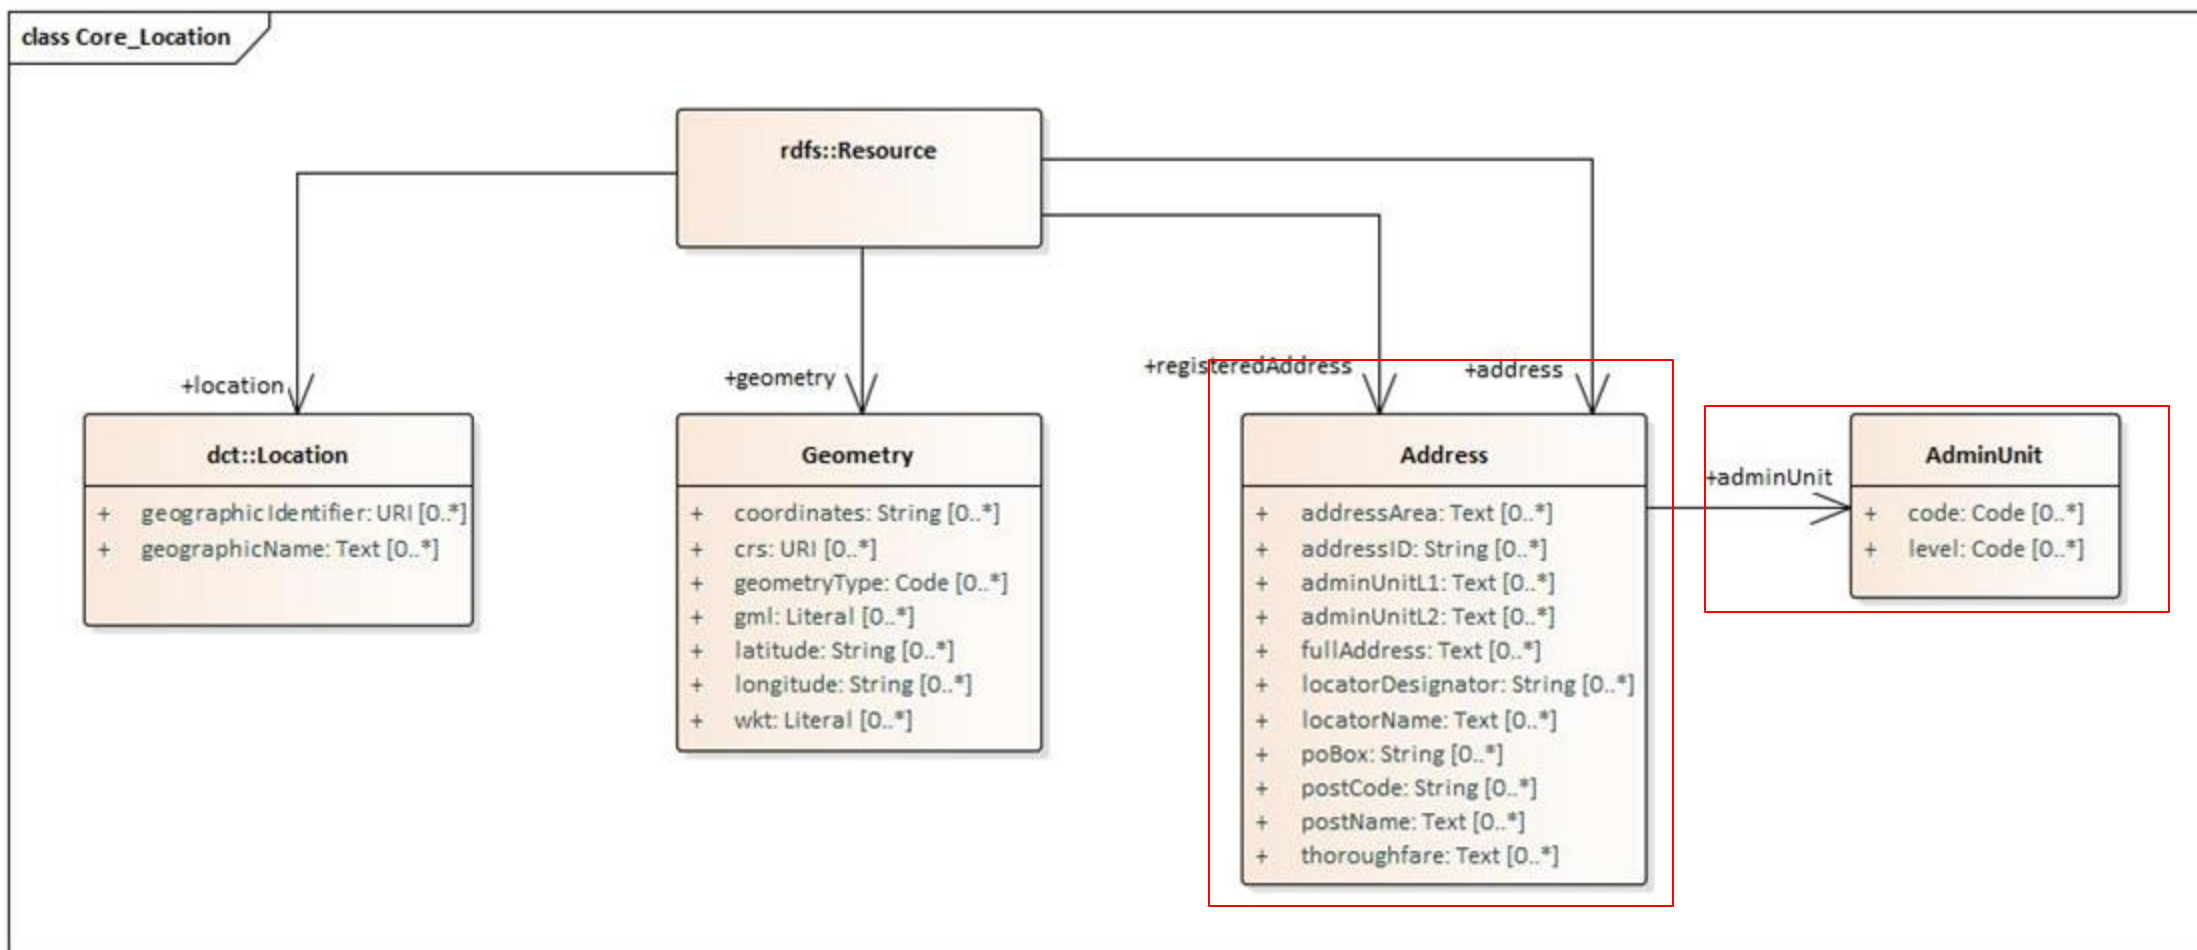 class Core_Location
rdfs::Resource
+location
+geometry
+registeredAddress
+address
dct::Location
+ geographicIdentifier: URI [0..*]
+ geographicName: Text [0..*]
Geometry
+ coordinates: String [0..*]
+ crs: URI [0..*]
+ geometryType: Code [0..*]
+ gml: Literal [0..*]
+ latitude: String [0..*]
+ longitude: String [0..*]
+ wkt: Literal [0..*]
Address
+ addressArea: Text [0..*]
+ addressID: String [0..*]
+ adminUnitL1: Text [0..*]
+ adminUnitL2: Text [0..*]
+ fullAddress: Text [0..*]
+ locatorDesignator: String [0..*]
+ locatorName: Text [0..*]
+ poBox: String [0..*]
+ postCode: String [0..*]
+ postName: Text [0..*]
+ thoroughfare: Text [0..*]
+adminUnit
AdminUnit
+ code: Code [0..*]
+ level: Code [0..*]